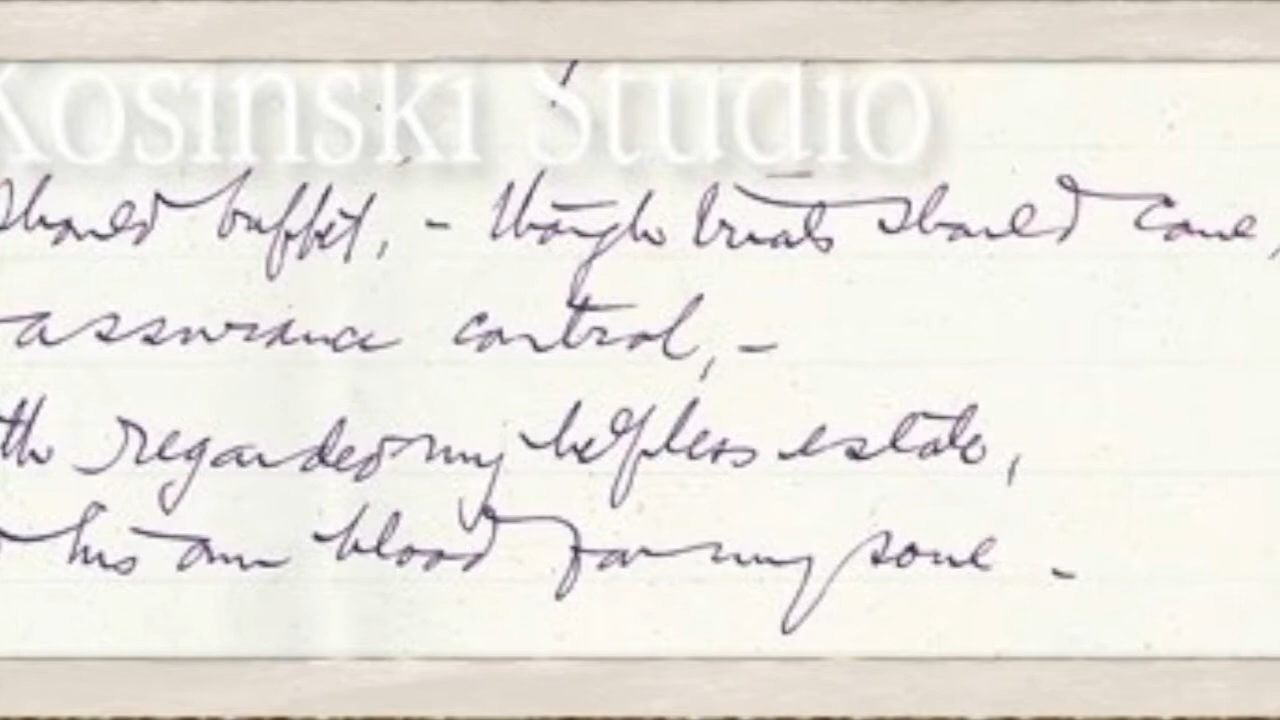 Kosinski Studio
should buffet, - though trials should come,
assurance control, -
th regarded my helpless estate,
his own blood for my soul -